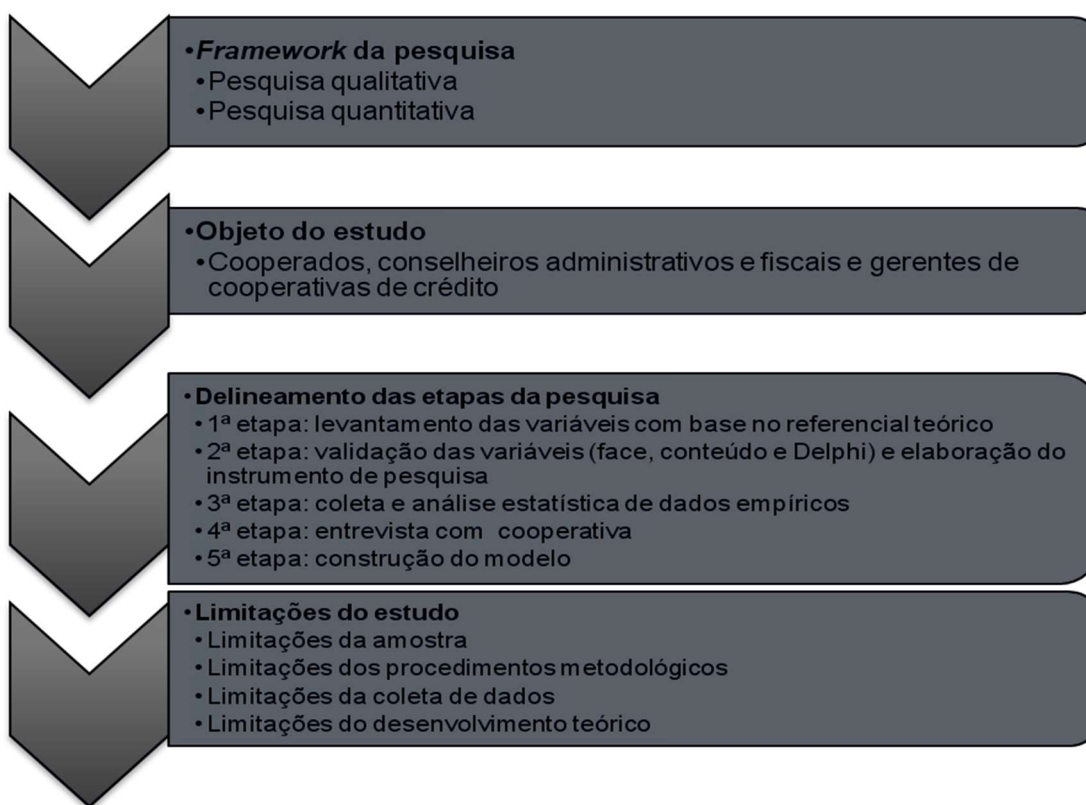 •Framework da pesquisa
•Pesquisa qualitativa
•Pesquisa quantitativa
•Objeto do estudo
•Cooperados, conselheiros administrativos e fiscais e gerentes de
cooperativas de crédito
•Delineamento das etapas da pesquisa
•1ª etapa: levantamento das variáveis com base no referencial teórico
•2ª etapa: validação das variáveis (face, conteúdo e Delphi) e elaboração do
instrumento de pesquisa
•3ª etapa: coleta e análise estatística de dados empíricos
•4ª etapa: entrevista com cooperativa
•5ª etapa: construção do modelo
•Limitações do estudo
•Limitações da amostra
•Limitações dos procedimentos metodológicos
•Limitações da coleta de dados
•Limitações do desenvolvimento teórico